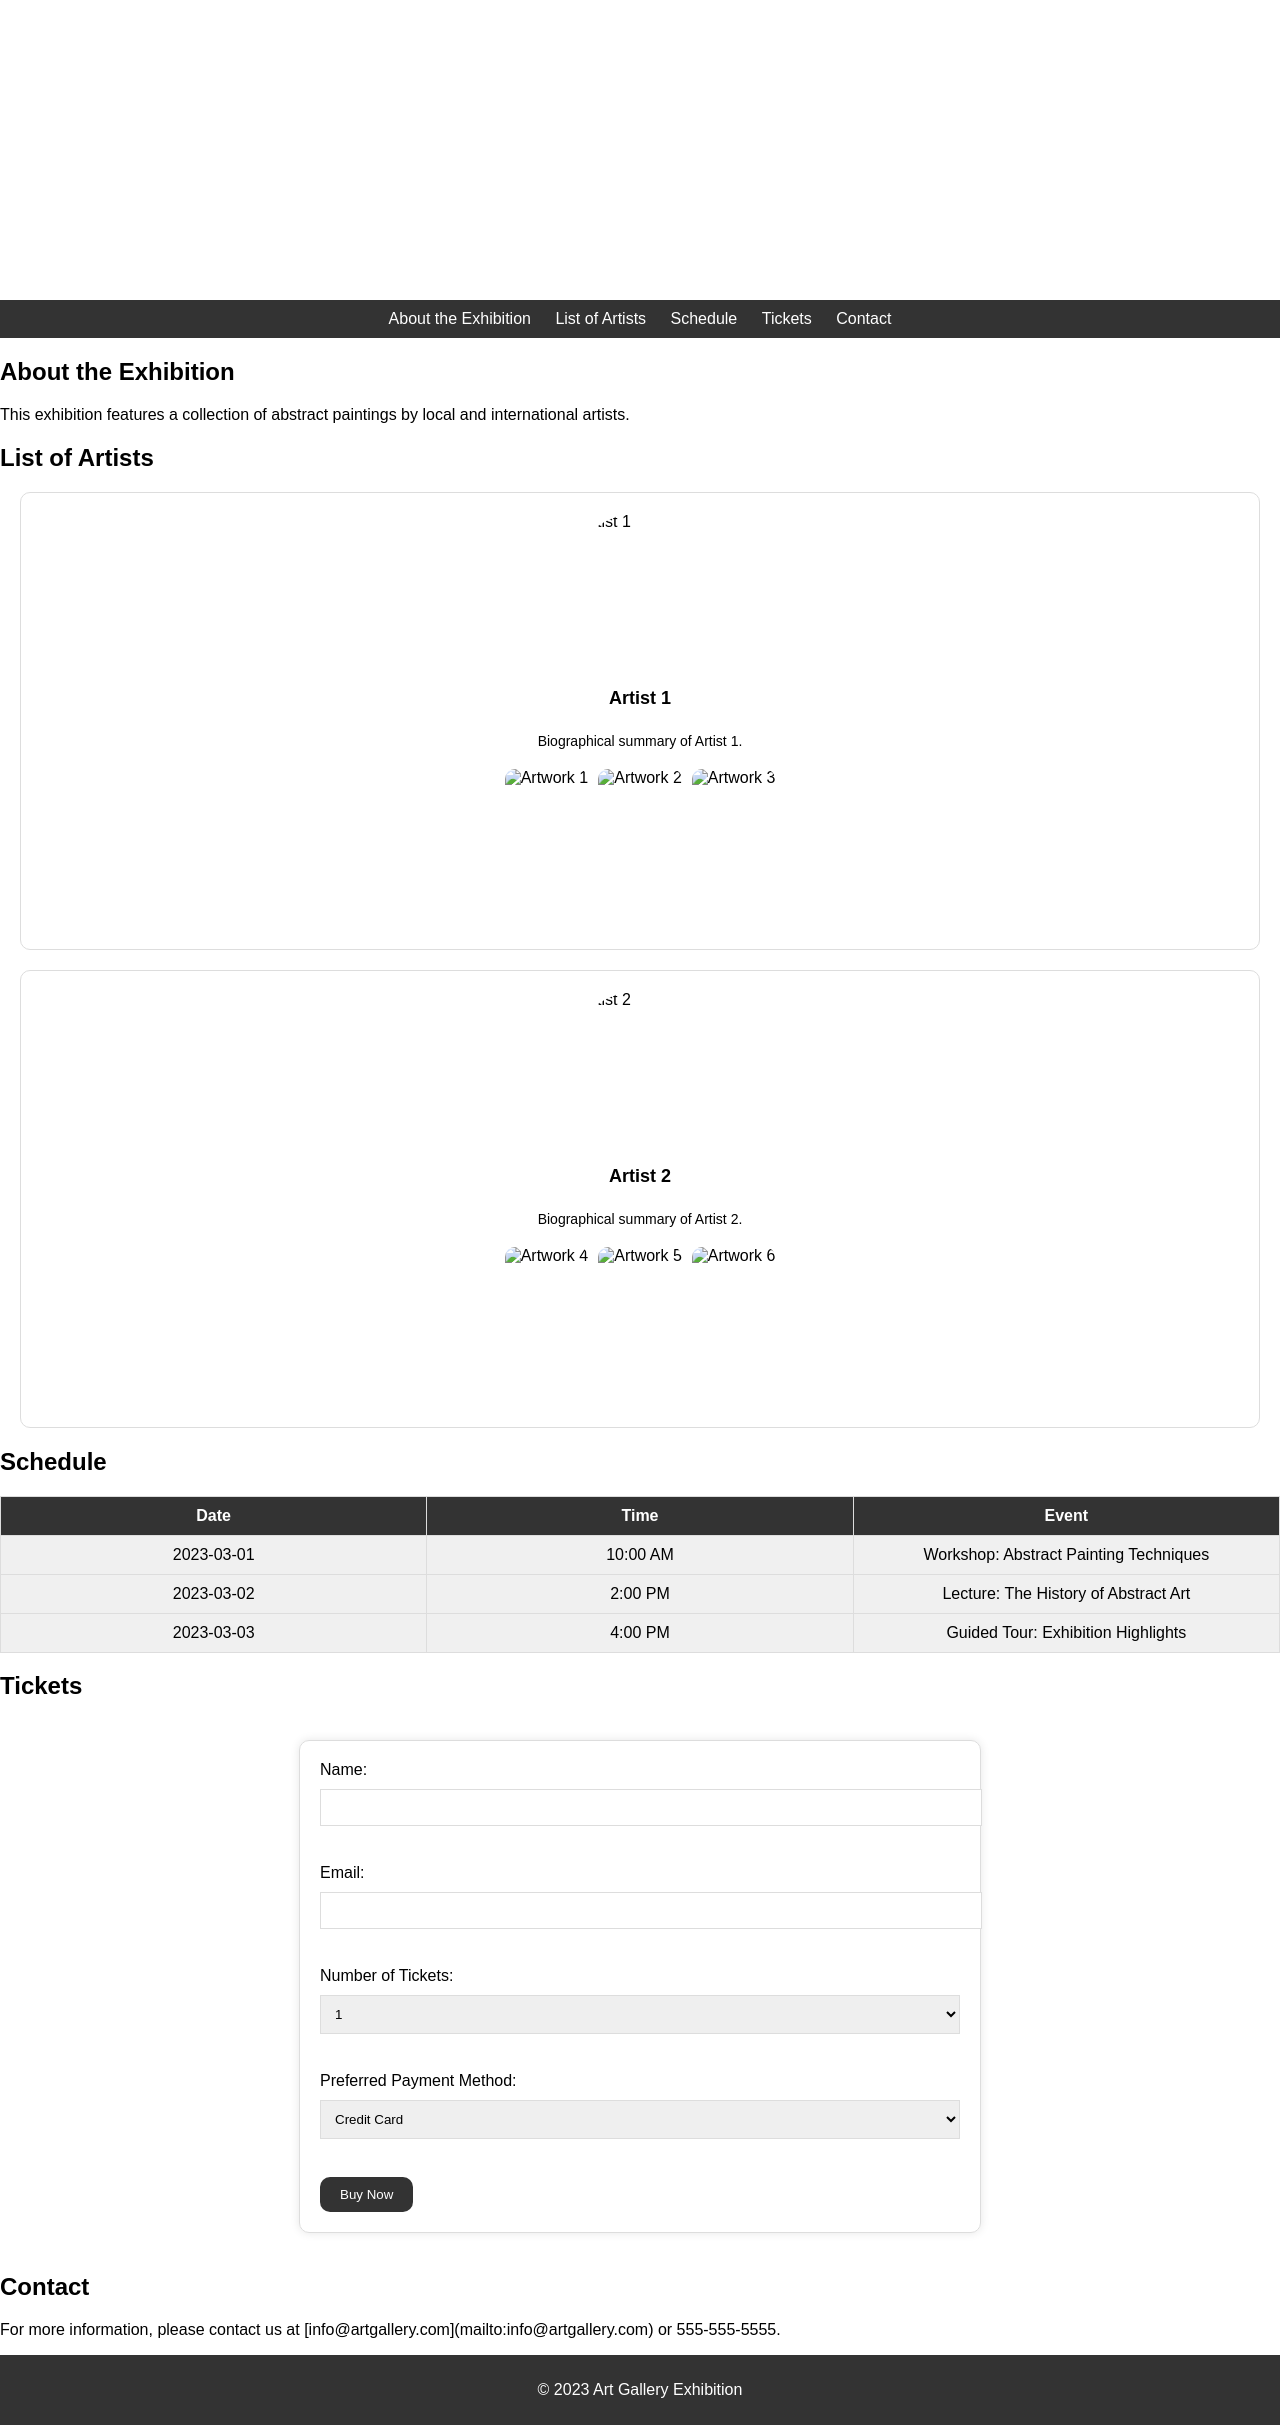 About the Exhibition List of Artists Schedule Tickets Contact
About the Exhibition
This exhibition features a collection of abstract paintings by local and international artists.
List of Artists
ist 1
Artist 1
Biographical summary of Artist 1.
Artwork 1 Artwork 2 Artwork 3
ist 2
Artist 2
Biographical summary of Artist 2.
Artwork 4 Artwork 5 Artwork 6
Schedule
Date Time Event
2023-03-01 10:00 AM Workshop: Abstract Painting Techniques
2023-03-02 2:00 PM Lecture: The History of Abstract Art
2023-03-03 4:00 PM Guided Tour: Exhibition Highlights
Tickets
Name:
Email:
Number of Tickets:
1
Preferred Payment Method:
Credit Card
Buy Now
Contact
For more information, please contact us at [info@artgallery.com](mailto:info@artgallery.com) or 555-555-5555.
© 2023 Art Gallery Exhibition